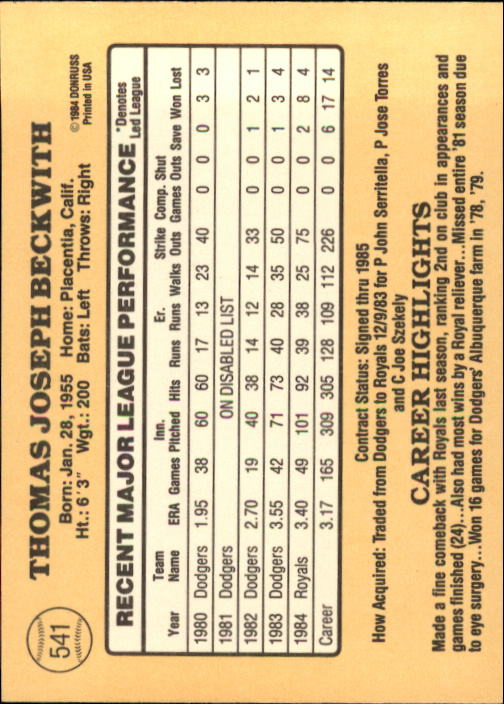 541
THOMAS JOSEPH BECKWITH
Born: Jan. 28, 1955 Home: Placentia, Calif.
Ht.: 6'3" Wgt.: 200 Bats: Left Throws: Right
© 1984 DONRUSS
Printed in USA
RECENT MAJOR LEAGUE PERFORMANCE *Denotes Led League
Year Team Name ERA Games Inn. Pitched Hits Runs Er. Runs Walks Strike Outs Comp. Games Shut Outs Save Won Lost
1980 Dodgers 1.95 38 60 60 17 13 23 40 0 0 0 3 3
1981 Dodgers ON DISABLED LIST
1982 Dodgers 2.70 19 40 38 14 12 14 33 0 0 1 2 1
1983 Dodgers 3.55 42 71 73 40 28 35 50 0 0 1 3 4
1984 Royals 3.40 49 101 92 39 38 25 75 0 0 2 8 4
Career 3.17 165 309 305 128 109 112 226 0 0 6 17 14
Contract Status: Signed thru 1985
How Acquired: Traded from Dodgers to Royals 12/9/83 for P John Serritella, P Jose Torres
and C Joe Szekely
CAREER HIGHLIGHTS
Made a fine comeback with Royals last season, ranking 2nd on club in appearances and
games finished (24)...Also had most wins by a Royal reliever...Missed entire '81 season due
to eye surgery...Won 16 games for Dodgers' Albuquerque farm in '78, '79.